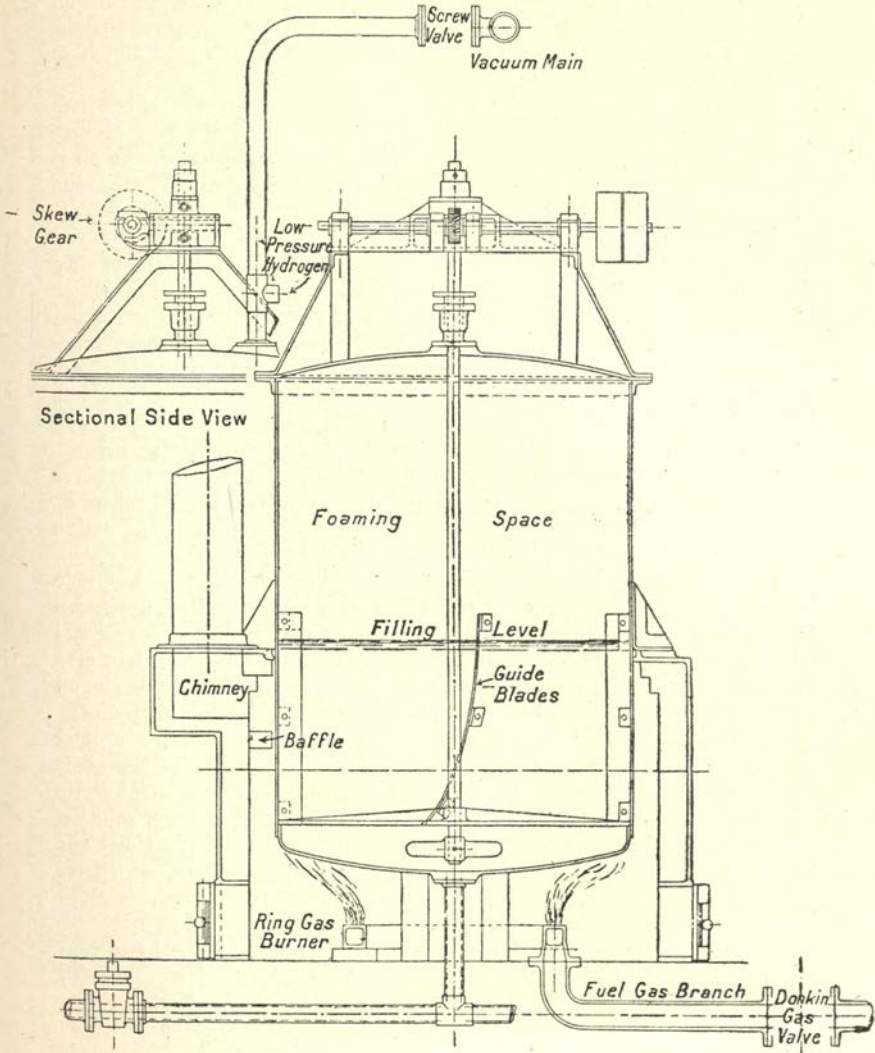 Screw
Valve
Vacuum Main
Skew
Gear
Low
Pressure
Hydrogen
Sectional Side View
Foaming Space
Filling Level
Chimney
Guide
Blades
Baffle
Ring Gas
Burner
Fuel Gas Branch
Donkin
Gas
Valve